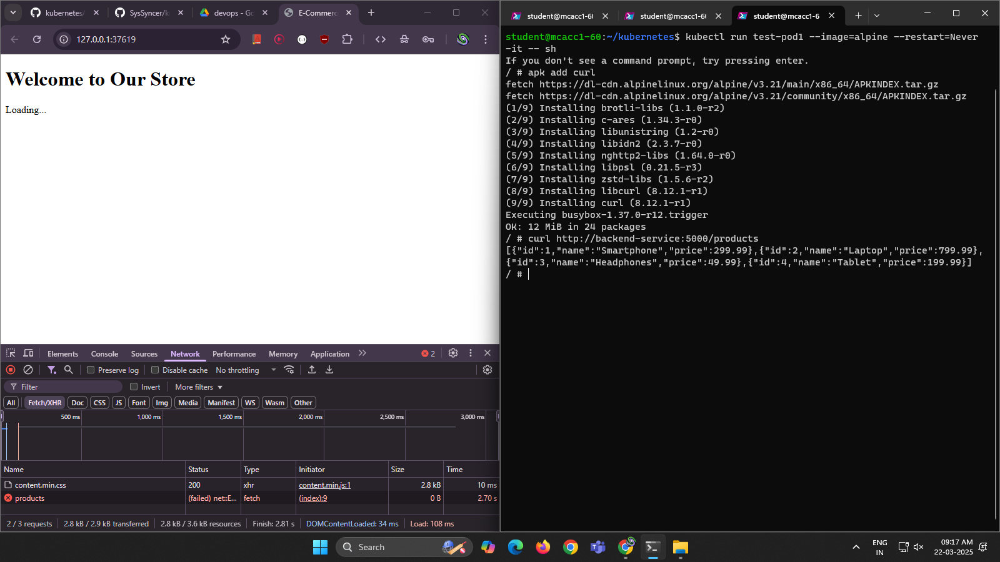 kubernetes/
SysSyncer/k
devops - Go
E-Commerc
127.0.0.1:37619
Welcome to Our Store
Loading...
Elements
Console
Sources
Network
Performance
Memory
Application
2
Preserve log
Disable cache
No throttling
Filter
Invert
More filters
All
Fetch/XHR
Doc
CSS
JS
Font
Img
Media
Manifest
WS
Wasm
Other
500 ms
1,000 ms
1,500 ms
2,000 ms
2,500 ms
3,000 ms
Name Status Type Initiator Size Time
content.min.css 200 xhr content.min.js:1 2.8 kB 10 ms
products (failed) net::E... fetch (index):9 0 B 2.70 s
2 / 3 requests
2.8 kB / 2.9 kB transferred
2.8 kB / 3.6 kB resources
Finish: 2.81 s
DOMContentLoaded: 34 ms
Load: 108 ms
student@mcacc1-60
student@mcacc1-60
student@mcacc1-6
student@mcacc1-60:~/kubernetes$ kubectl run test-pod1 --image=alpine --restart=Never
-it -- sh
If you don't see a command prompt, try pressing enter.
/ # apk add curl
fetch https://dl-cdn.alpinelinux.org/alpine/v3.21/main/x86_64/APKINDEX.tar.gz
fetch https://dl-cdn.alpinelinux.org/alpine/v3.21/community/x86_64/APKINDEX.tar.gz
(1/9) Installing brotli-libs (1.1.0-r2)
(2/9) Installing c-ares (1.34.3-r0)
(3/9) Installing libunistring (1.2-r0)
(4/9) Installing libidn2 (2.3.7-r0)
(5/9) Installing nghttp2-libs (1.64.0-r0)
(6/9) Installing libpsl (0.21.5-r3)
(7/9) Installing zstd-libs (1.5.6-r2)
(8/9) Installing libcurl (8.12.1-r1)
(9/9) Installing curl (8.12.1-r1)
Executing busybox-1.37.0-r12.trigger
OK: 12 MiB in 24 packages
/ # curl http://backend-service:5000/products
[{"id":1,"name":"Smartphone","price":299.99},{"id":2,"name":"Laptop","price":799.99},
{"id":3,"name":"Headphones","price":49.99},{"id":4,"name":"Tablet","price":199.99}]
/ #
Search
ENG
IN
09:17 AM
22-03-2025